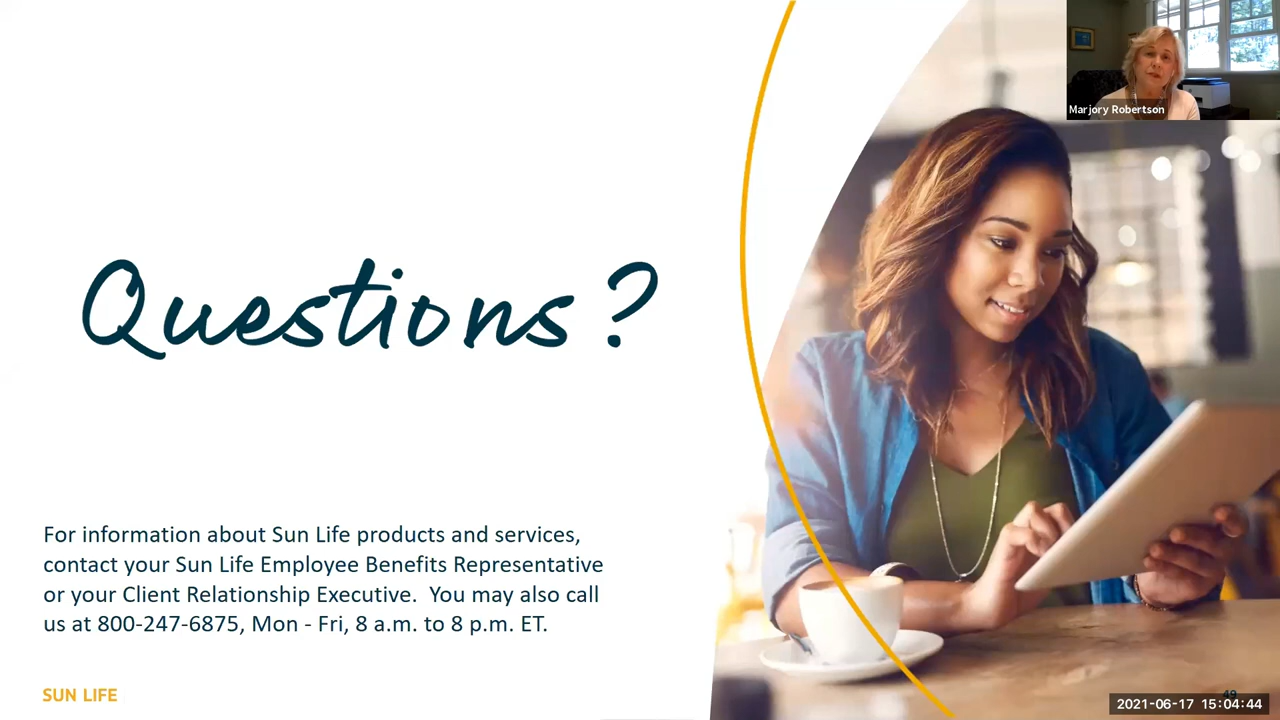 Marjory Robertson
Questions?
For information about Sun Life products and services,
contact your Sun Life Employee Benefits Representative
or your Client Relationship Executive.  You may also call
us at 800-247-6875, Mon - Fri, 8 a.m. to 8 p.m. ET.
SUN LIFE
49
2021-06-17 15:04:44